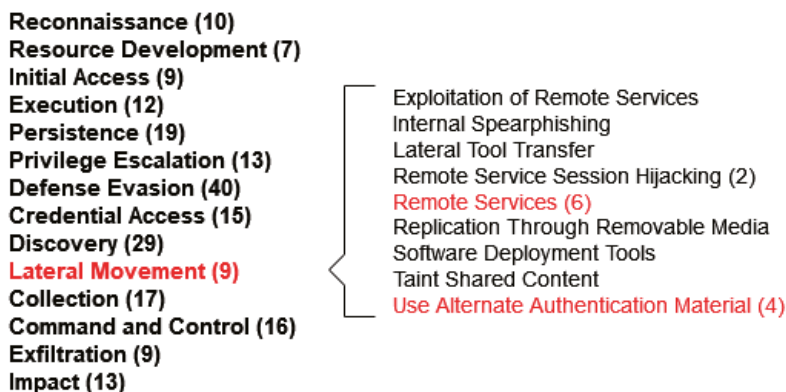 Reconnaissance (10)
Resource Development (7)
Initial Access (9)
Execution (12)
Persistence (19)
Privilege Escalation (13)
Defense Evasion (40)
Credential Access (15)
Discovery (29)
Lateral Movement (9)
Collection (17)
Command and Control (16)
Exfiltration (9)
Impact (13)
Exploitation of Remote Services
Internal Spearphishing
Lateral Tool Transfer
Remote Service Session Hijacking (2)
Remote Services (6)
Replication Through Removable Media
Software Deployment Tools
Taint Shared Content
Use Alternate Authentication Material (4)